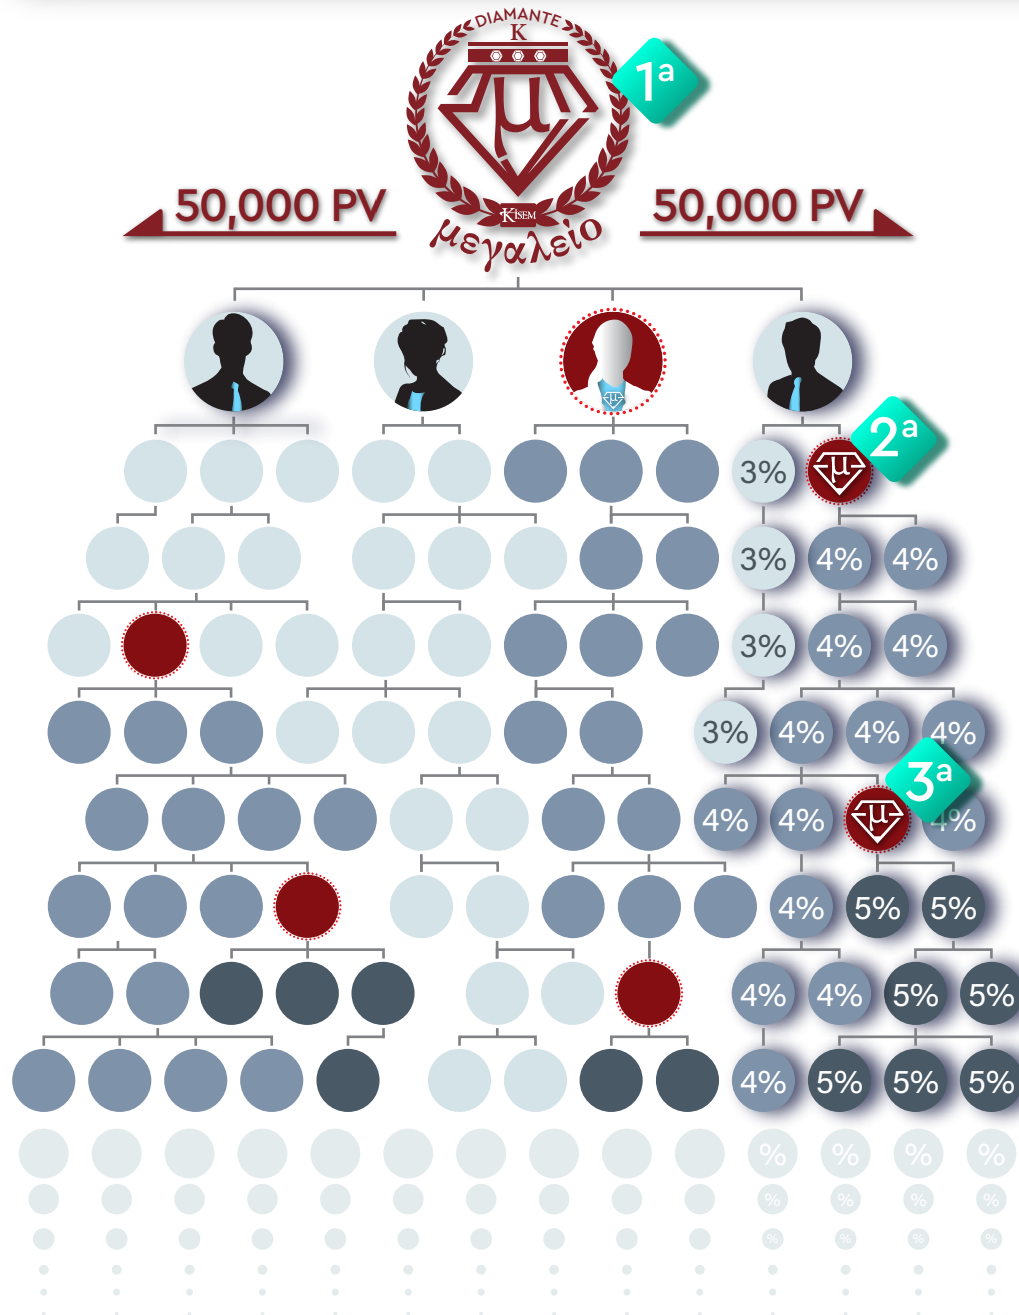 DIAMANTE
K
μ
1ª
50,000 PV
50,000 PV
KISEM
μεγαλείο
3%
μ
2ª
3% 4% 4%
3% 4% 4%
3% 4% 4% 4%
3ª
4% 4% μ 4%
4% 5% 5%
4% 4% 5% 5%
4% 5% 5% 5%
% % % %
% % % %
% % % %